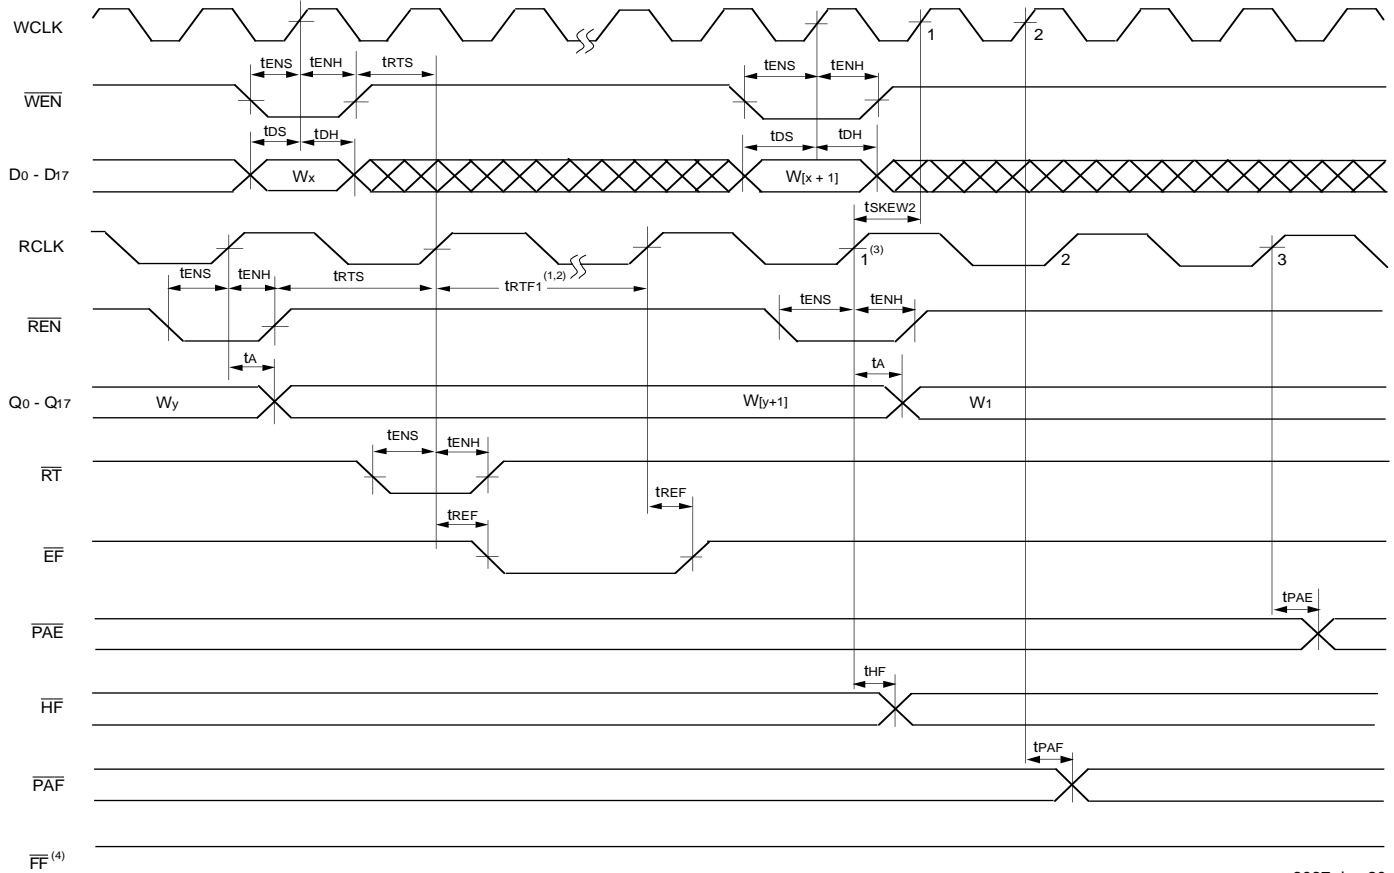 WCLK
1
2
tENS tENH tRTS
tENS tENH
WEN
tDS tDH
tDS tDH
D0 - D17
Wx
W[x + 1]
tSKEW2
RCLK
1(3)
2
3
tENS tENH tRTS
tRTF1(1,2)
tENS tENH
REN
tA
tA
Q0 - Q17
Wy
W[y+1]
W1
tENS tENH
RT
tREF
tREF
EF
tPAE
PAE
tHF
HF
tPAF
PAF
FF(4)